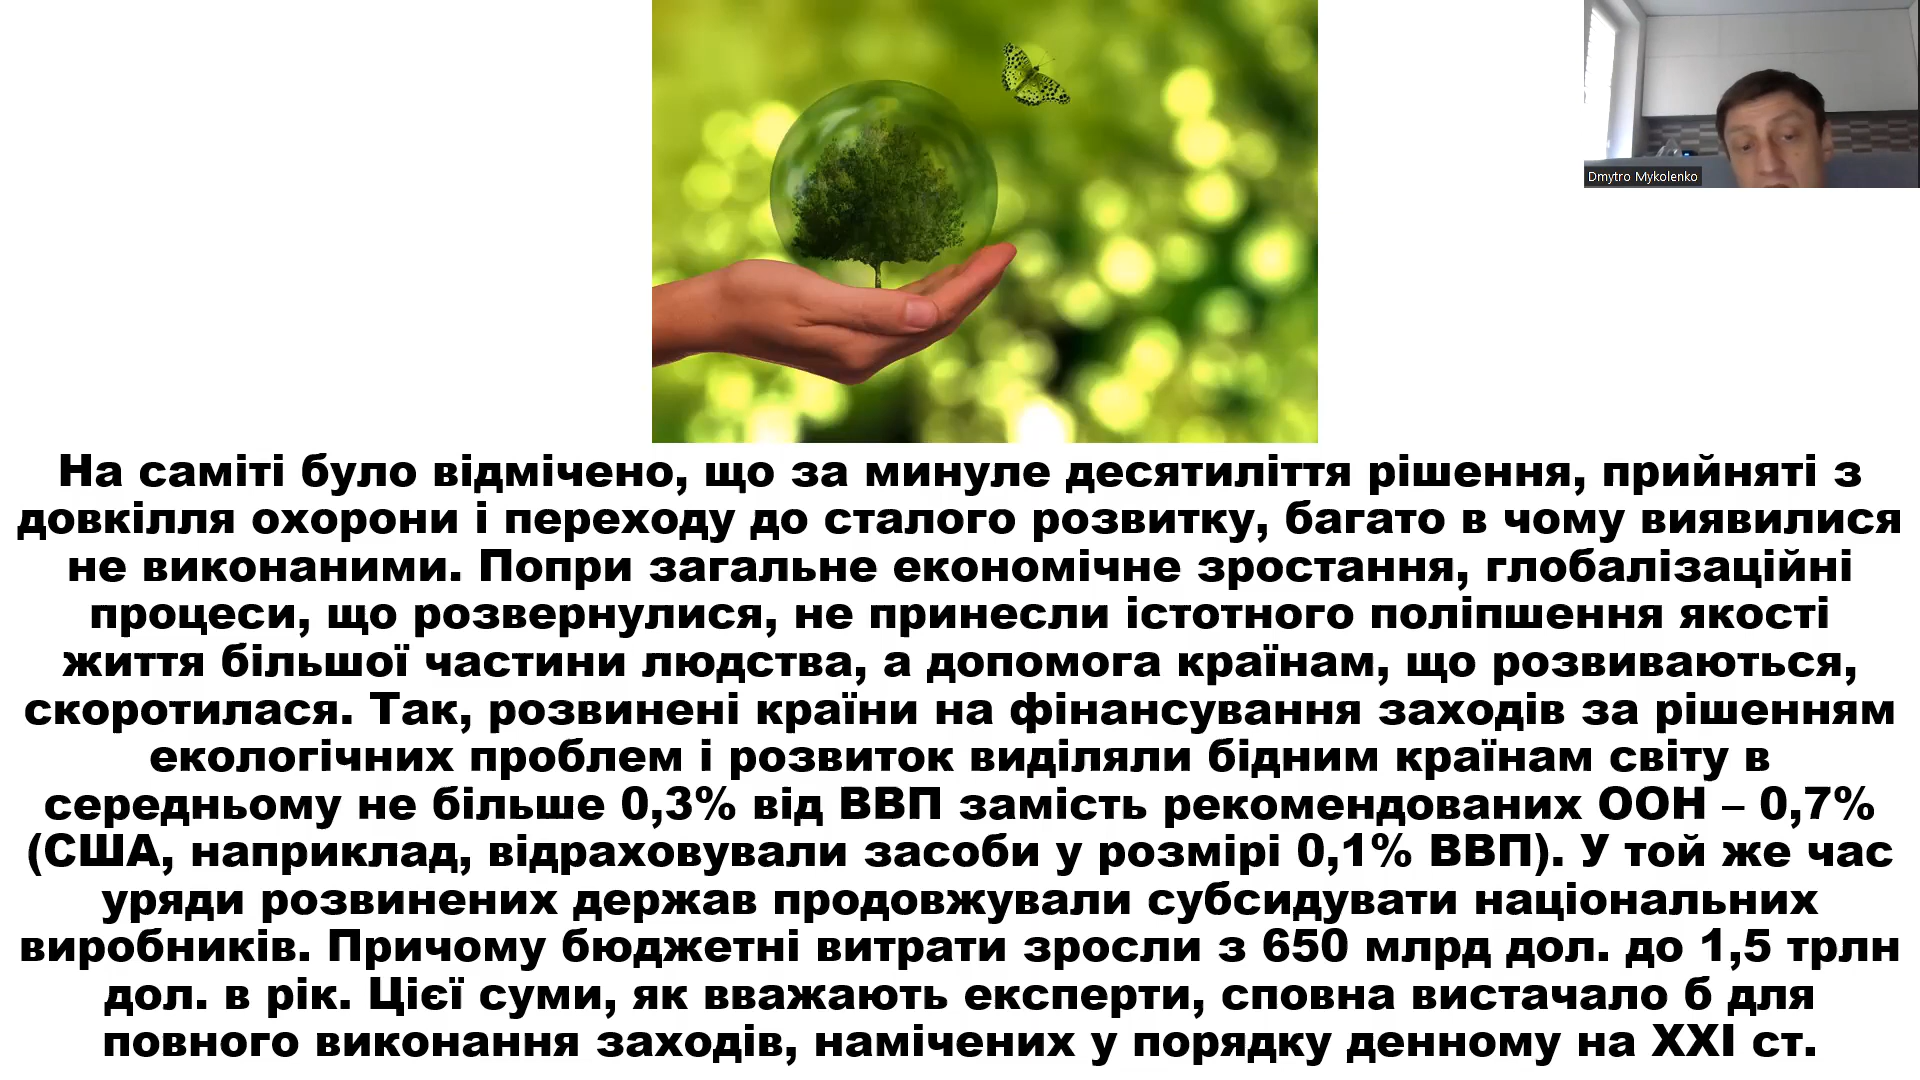 Dmytro Mykolenko
На саміті було відмічено, що за минуле десятиліття рішення, прийняті з
довкілля охорони і переходу до сталого розвитку, багато в чому виявилися
не виконаними. Попри загальне економічне зростання, глобалізаційні
процеси, що розвернулися, не принесли істотного поліпшення якості
життя більшої частини людства, а допомога країнам, що розвиваються,
скоротилася. Так, розвинені країни на фінансування заходів за рішенням
екологічних проблем і розвиток виділяли бідним країнам світу в
середньому не більше 0,3% від ВВП замість рекомендованих ООН – 0,7%
(США, наприклад, відраховували засоби у розмірі 0,1% ВВП). У той же час
уряди розвинених держав продовжували субсидувати національних
виробників. Причому бюджетні витрати зросли з 650 млрд дол. до 1,5 трлн
дол. в рік. Цієї суми, як вважають експерти, сповна вистачало б для
повного виконання заходів, намічених у порядку денному на XXI ст.